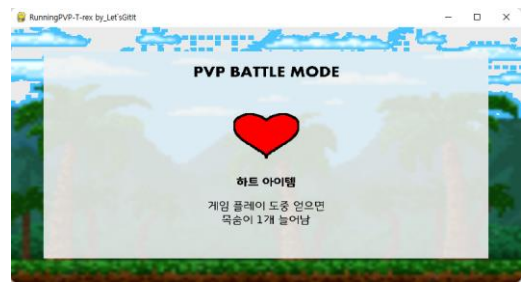 RunningPVP-T-rex by_Let'sGitIt
PVP BATTLE MODE
하트 아이템
게임 플레이 도중 얻으면
목숨이 1개 늘어남